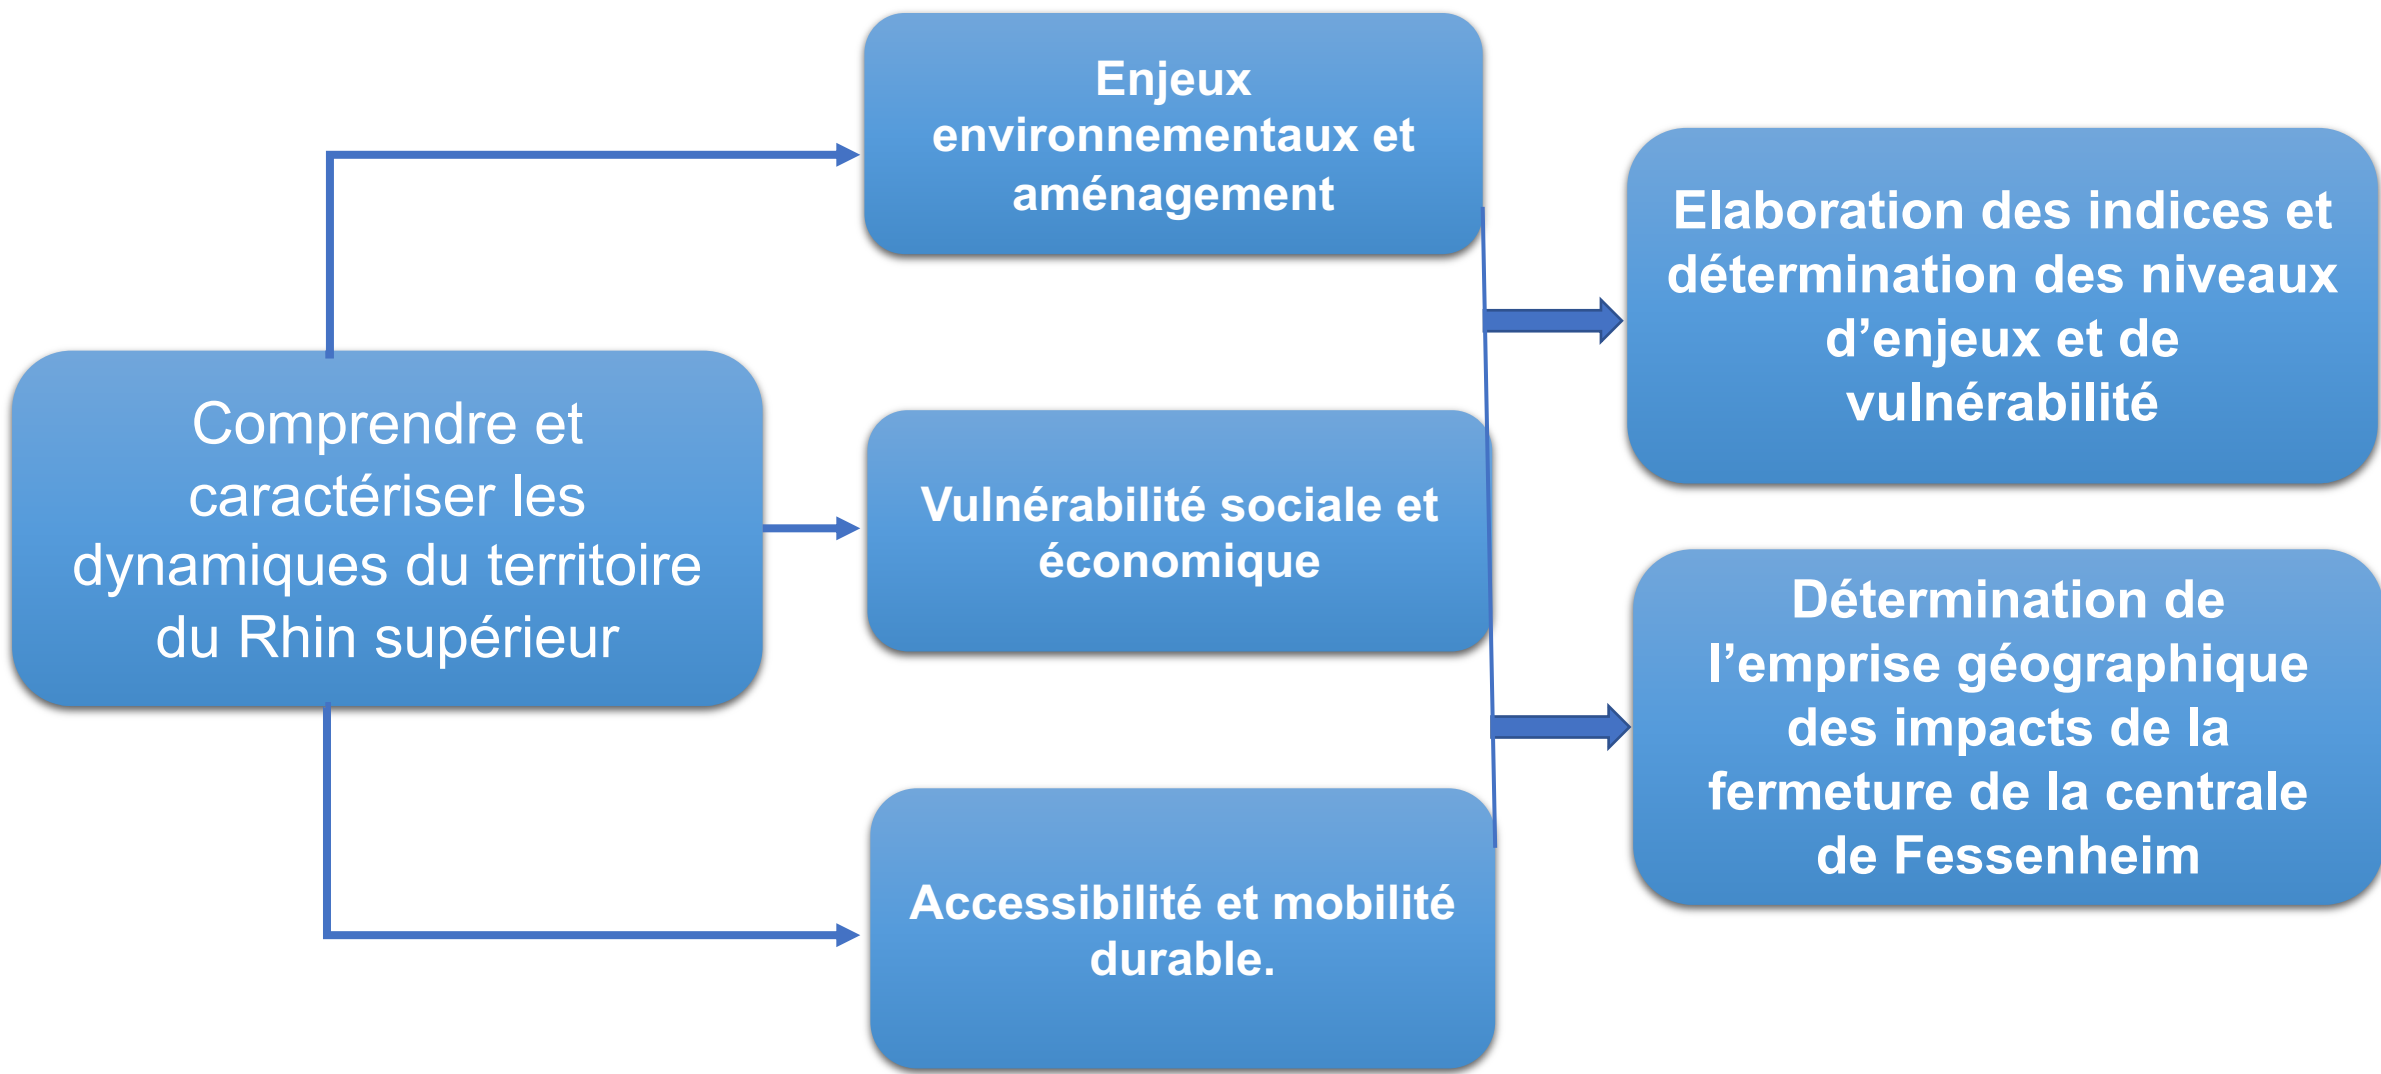 Comprendre et
caractériser les
dynamiques du territoire
du Rhin supérieur
Enjeux
environnementaux et
aménagement
Vulnérabilité sociale et
économique
Accessibilité et mobilité
durable.
Elaboration des indices et
détermination des niveaux
d’enjeux et de
vulnérabilité
Détermination de
l’emprise géographique
des impacts de la
fermeture de la centrale
de Fessenheim